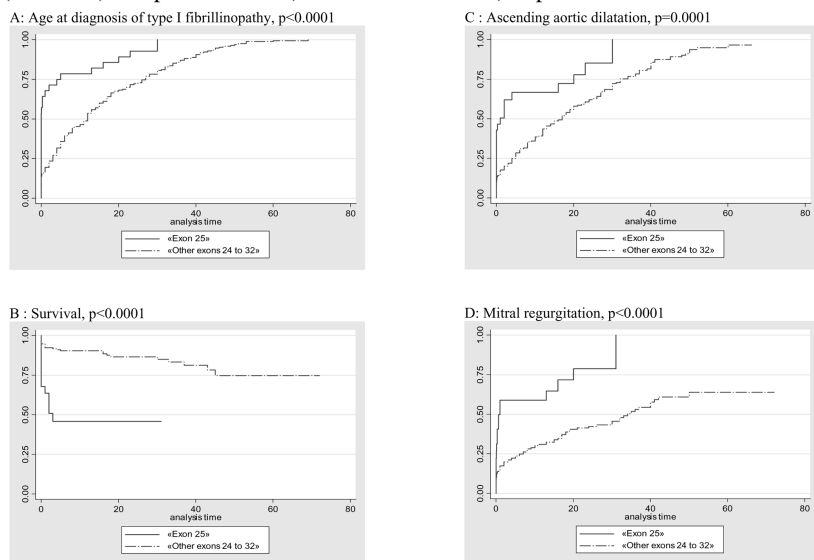 A: Age at diagnosis of type I fibrillinopathy, p<0.0001
1.00
0.75
0.50
0.25
0.00
0 20 40 60 80
analysis time
«Exon 25»
«Other exons 24 to 32»
B : Survival, p<0.0001
1.00
0.75
0.50
0.25
0.00
0 20 40 60 80
analysis time
«Exon 25»
«Other exons 24 to 32»
C : Ascending aortic dilatation, p=0.0001
1.00
0.75
0.50
0.25
0.00
0 20 40 60 80
analysis time
«Exon 25»
«Other exons 24 to 32»
D: Mitral regurgitation, p<0.0001
1.00
0.75
0.50
0.25
0.00
0 20 40 60 80
analysis time
«Exon 25»
«Other exons 24 to 32»